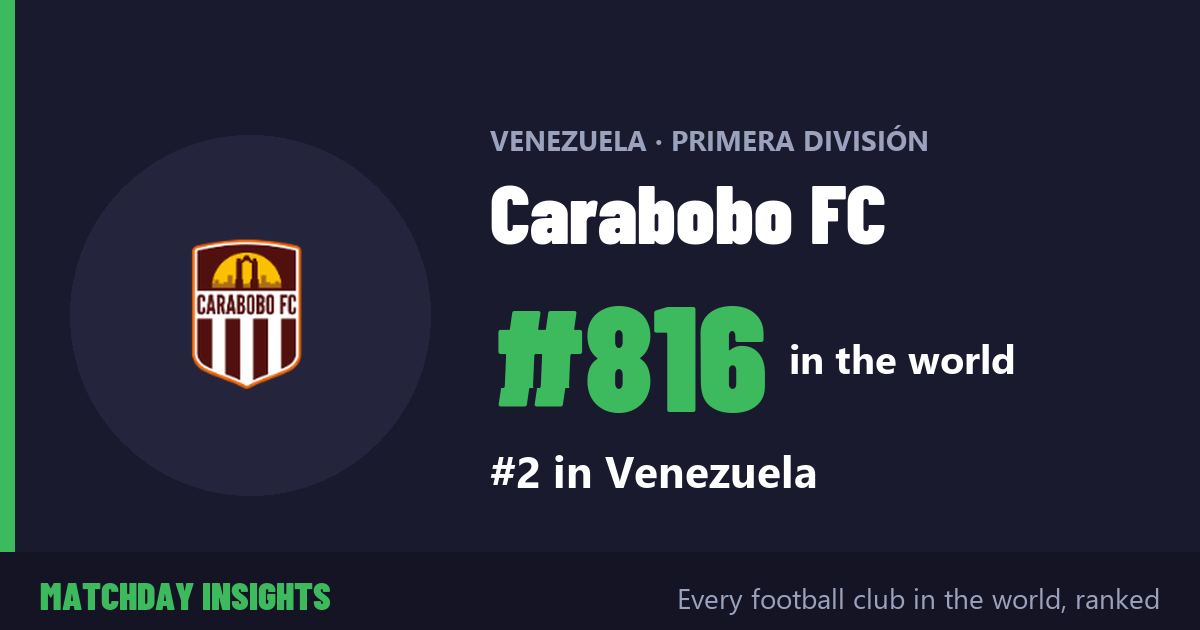 VENEZUELA · PRIMERA DIVISIÓN
Carabobo FC
CARABOBO FC
#816 in the world
#2 in Venezuela
MATCHDAY INSIGHTS
Every football club in the world, ranked